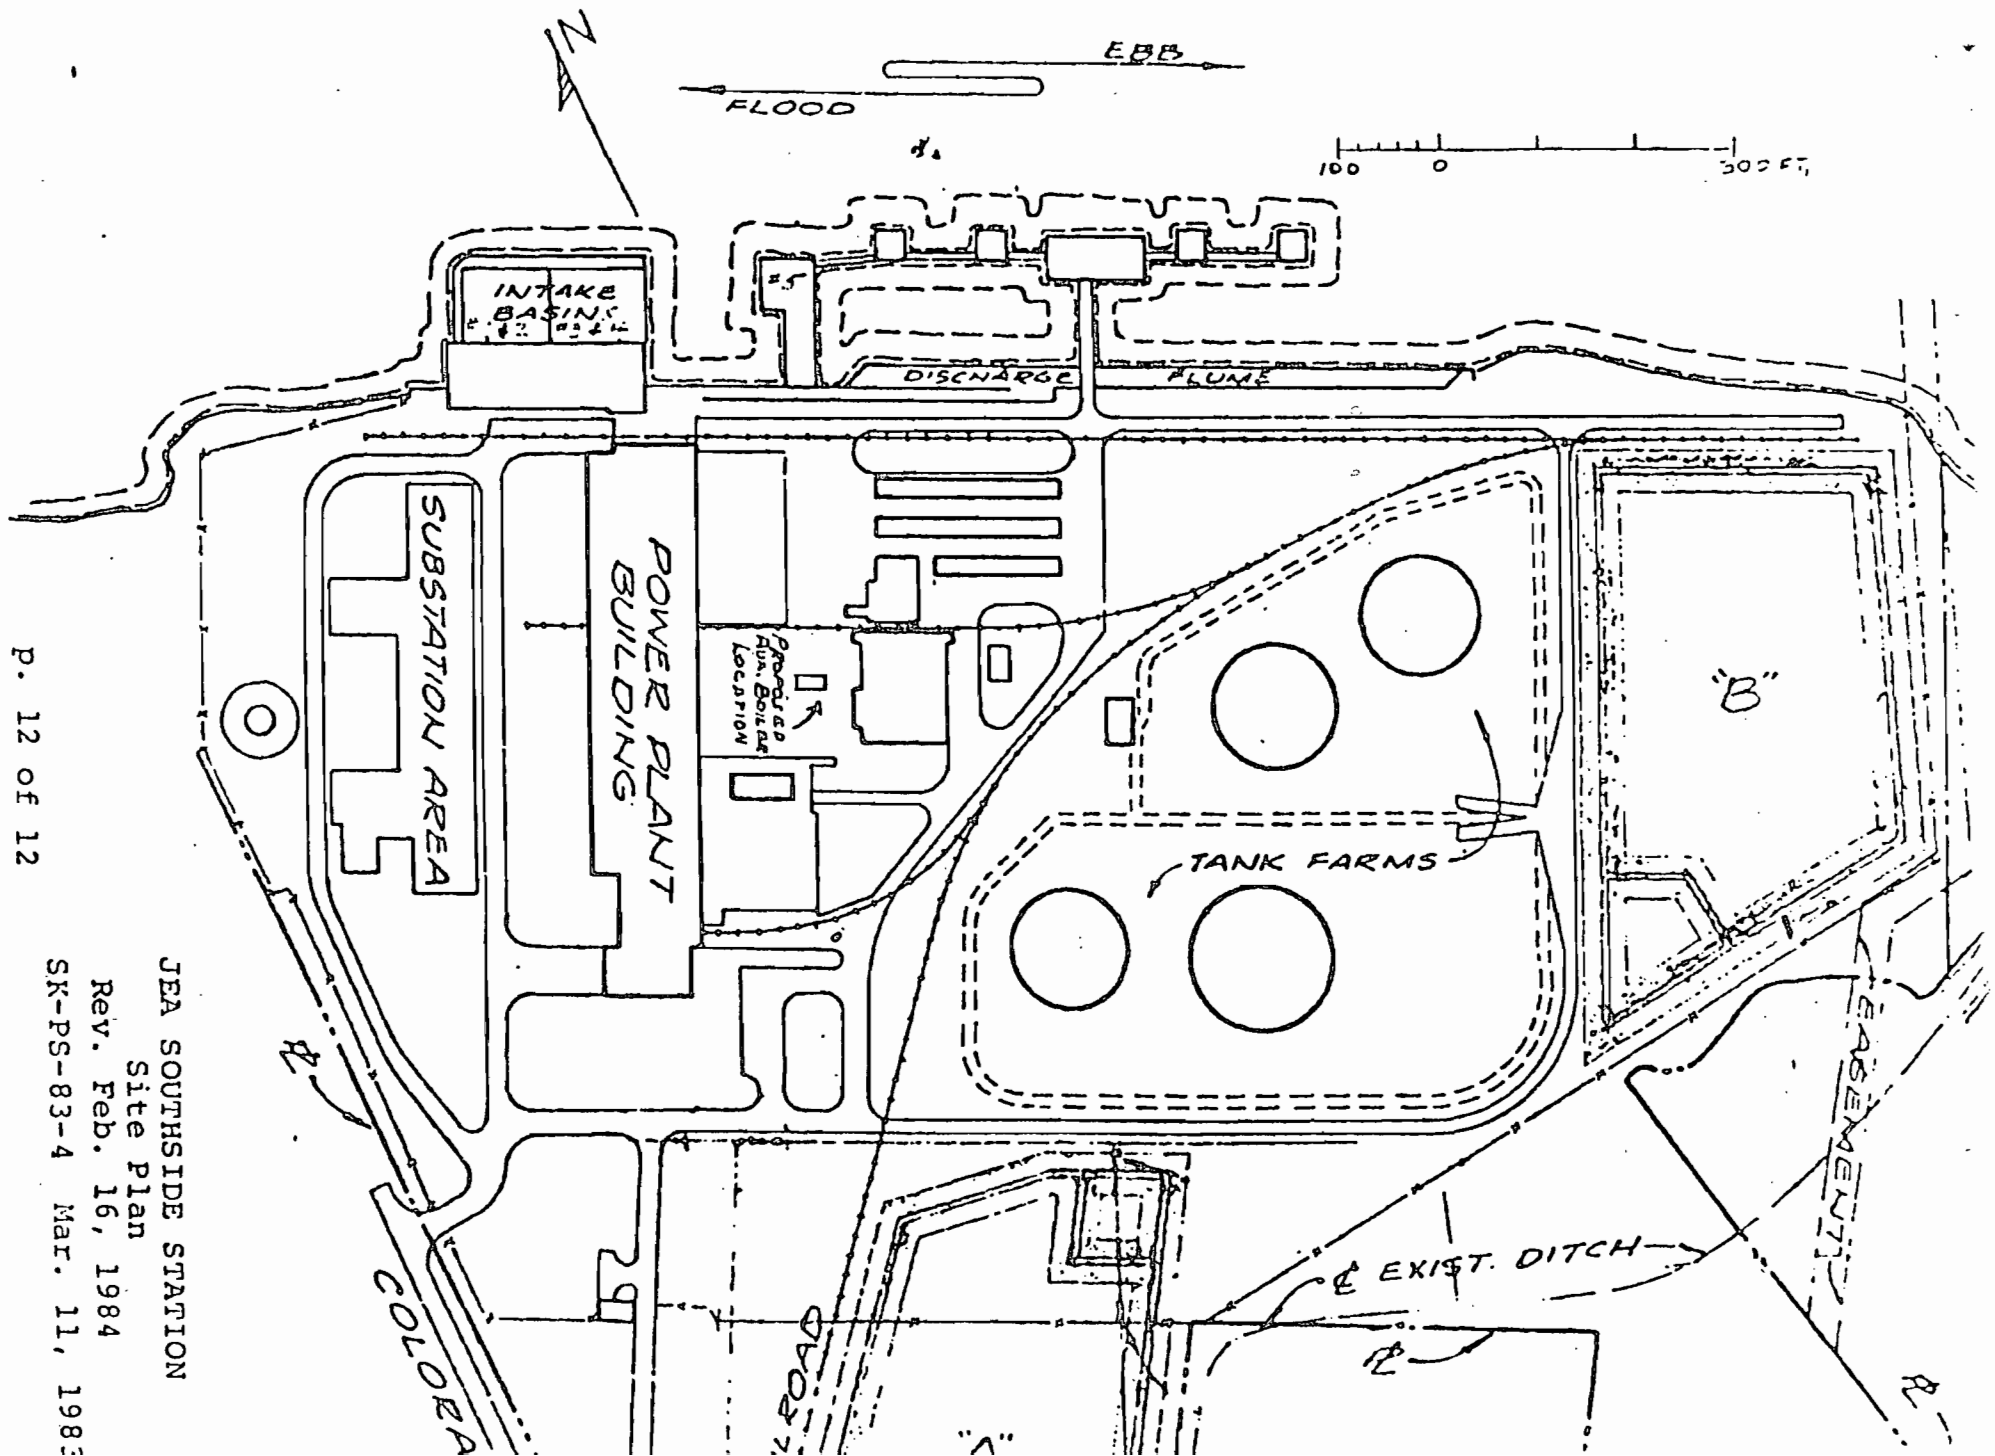 N
EBB
FLOOD
100 0 300 FT.
INTAKE
BASINS
#5
DISCHARGE PLUME
SUBSTATION AREA
POWER PLANT
BUILDING
PROPOSED
AUX. BOILER
LOCATION
TANK FARMS
"B"
EASEMENT
℄ EXIST. DITCH
COLORA
ROAD
"A"
JEA SOUTHSIDE STATION
Site Plan
Rev. Feb. 16, 1984
SK-PS-83-4 Mar. 11, 1983
p. 12 of 12